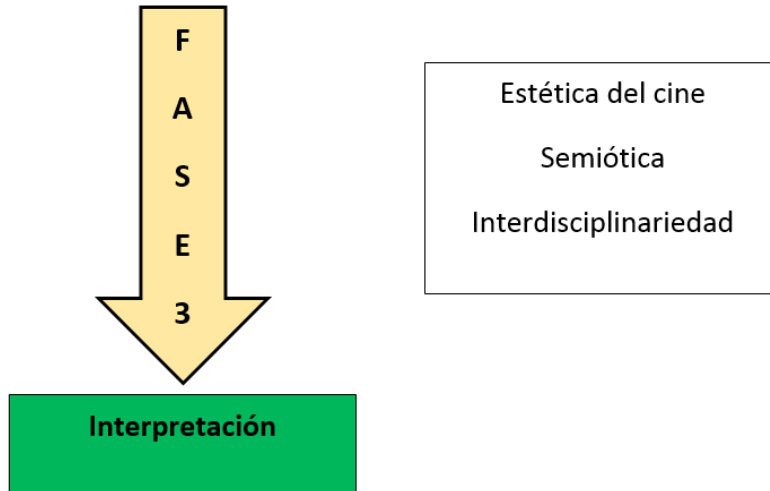 F
A
S
E
3
Estética del cine
Semiótica
Interdisciplinariedad
Interpretación